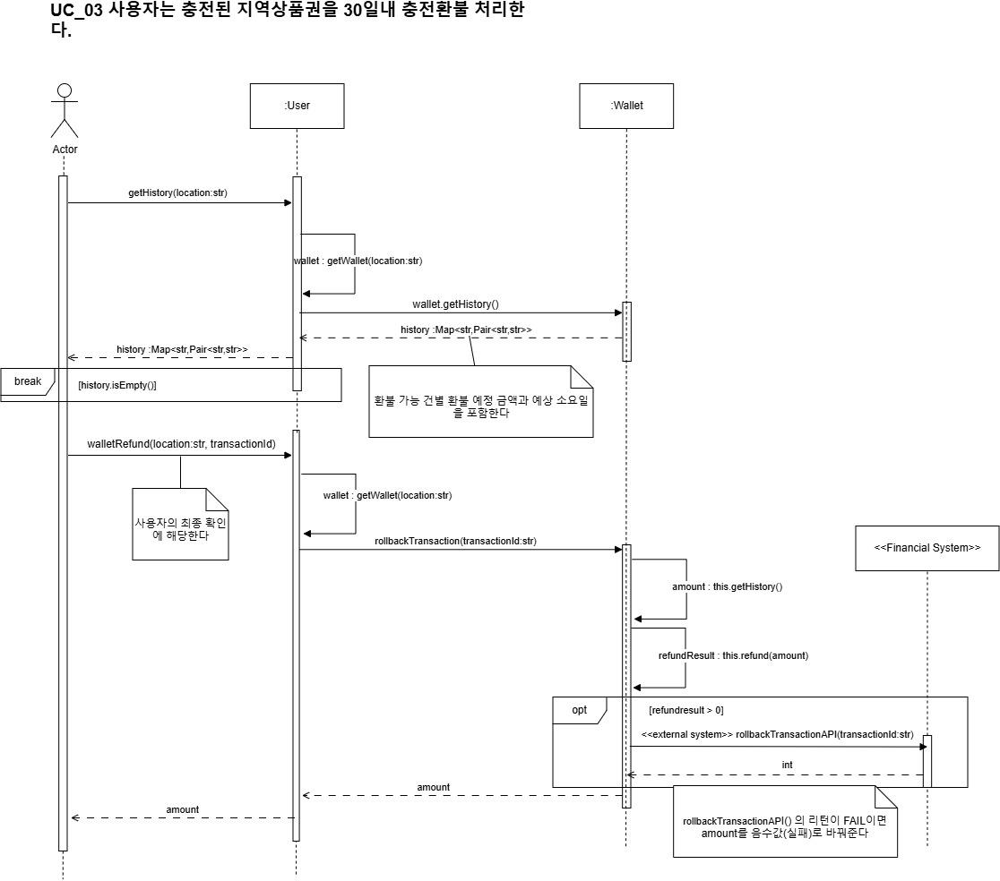 UC_03 사용자는 충전된 지역상품권을 30일내 충전환불 처리한
다.
Actor
:User
:Wallet
getHistory(location:str)
wallet : getWallet(location:str)
wallet.getHistory()
history :Map<str,Pair<str,str>>
history :Map<str,Pair<str,str>>
break
[history.isEmpty()]
환불 가능 건별 환불 예정 금액과 예상 소요일
을 포함한다
walletRefund(location:str, transactionId)
사용자의 최종 확인
에 해당한다
wallet : getWallet(location:str)
rollbackTransaction(transactionId:str)
<<Financial System>>
amount : this.getHistory()
refundResult : this.refund(amount)
opt
[refundresult > 0]
<<external system>> rollbackTransactionAPI(transactionId:str)
int
amount
amount
rollbackTransactionAPI() 의 리턴이 FAIL이면
amount를 음수값(실패)로 바꿔준다